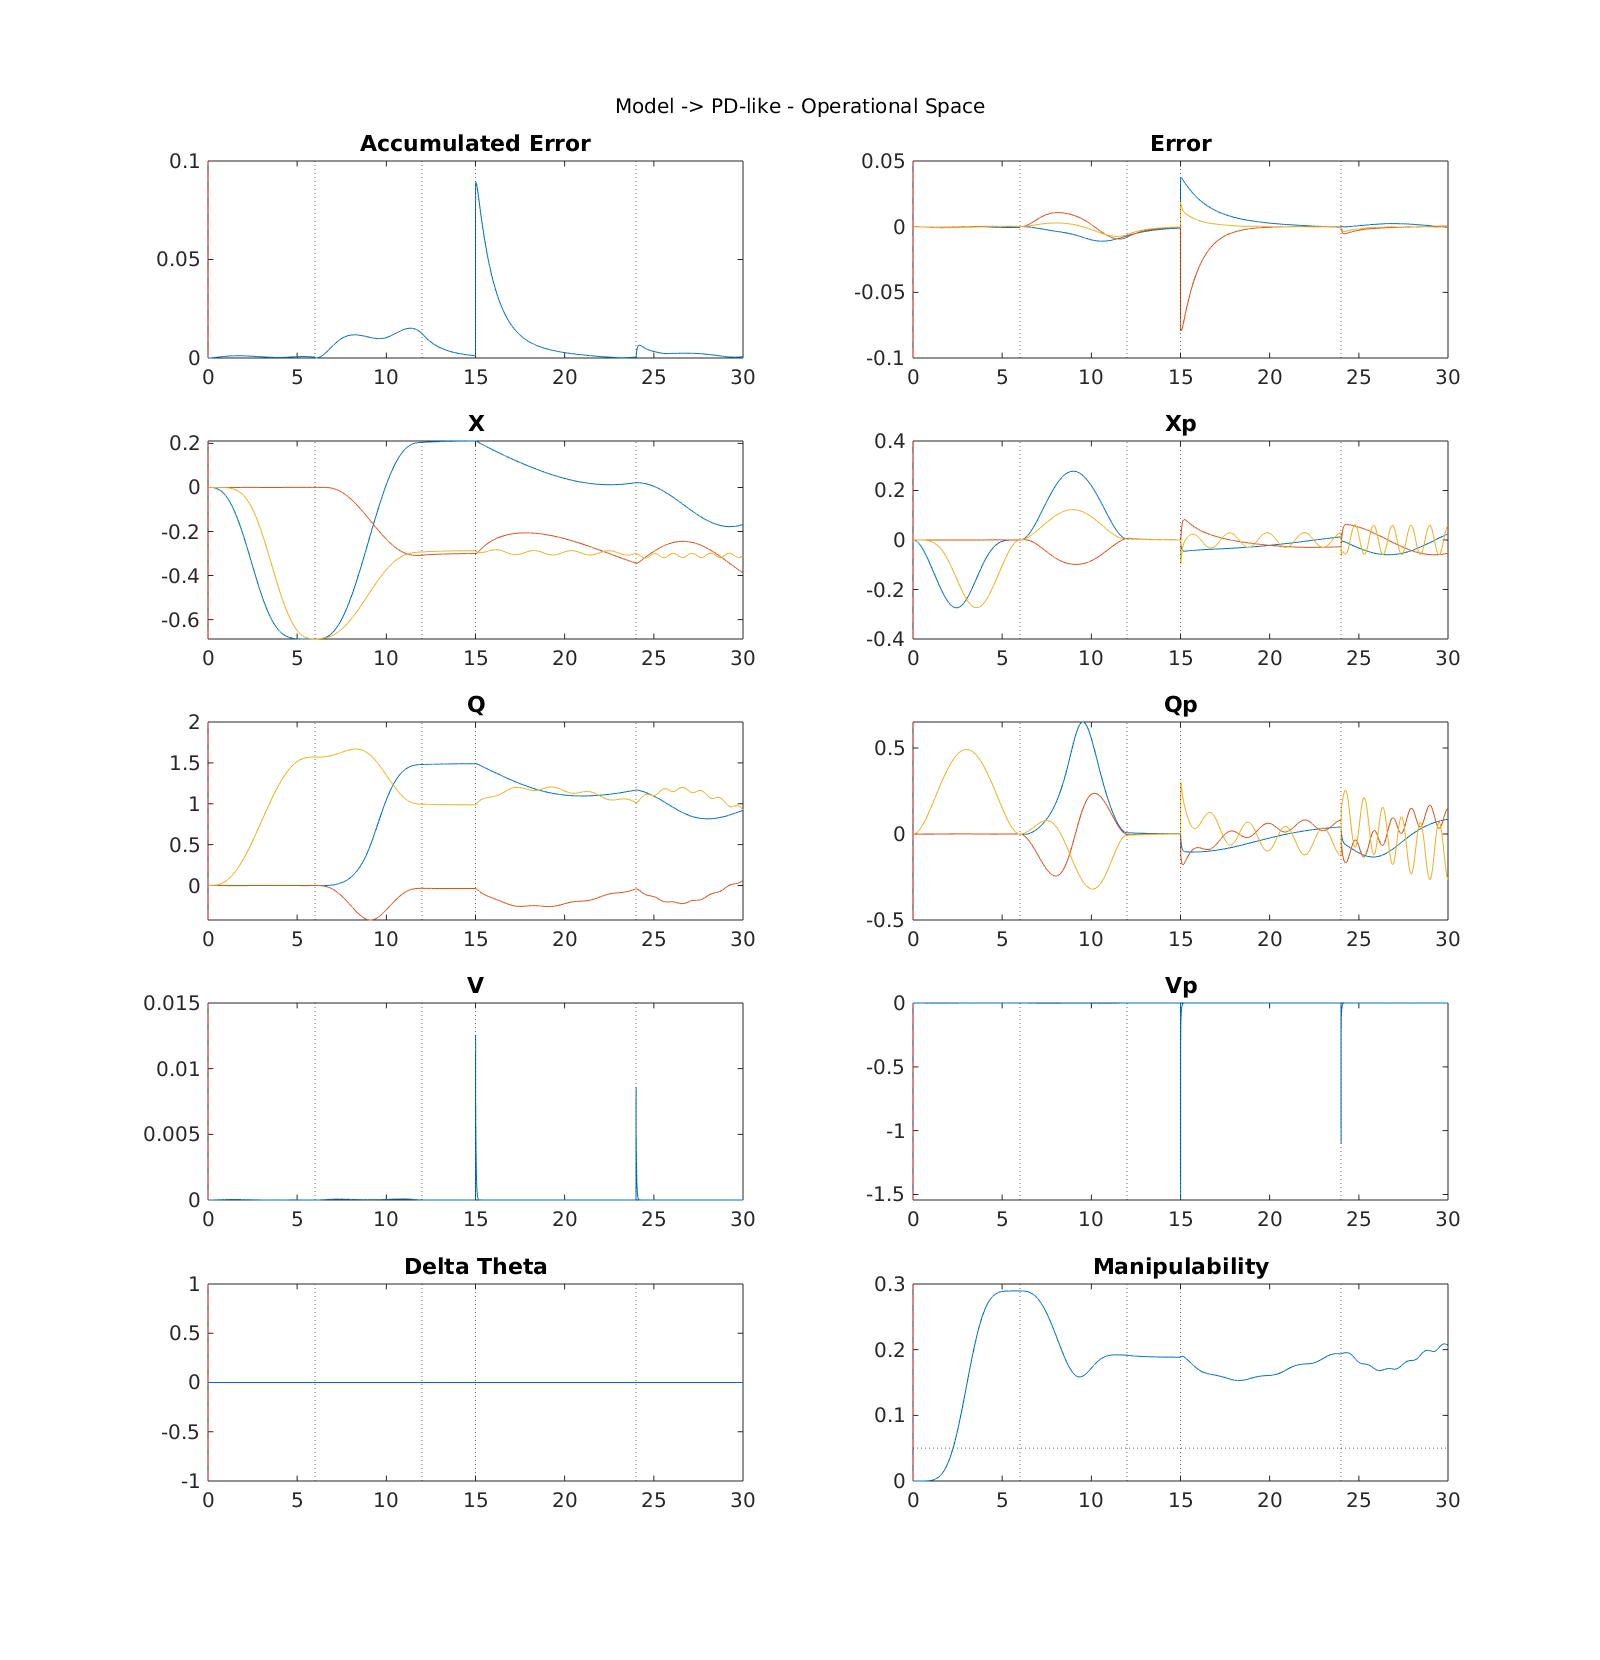 Model -> PD-like - Operational Space
Accumulated Error
0.1
0.05
0
0 5 10 15 20 25 30
Error
0.05
0
-0.05
-0.1
0 5 10 15 20 25 30
X
0.2
0
-0.2
-0.4
-0.6
0 5 10 15 20 25 30
Xp
0.4
0.2
0
-0.2
-0.4
0 5 10 15 20 25 30
Q
2
1.5
1
0.5
0
0 5 10 15 20 25 30
Qp
0.5
0
-0.5
0 5 10 15 20 25 30
V
0.015
0.01
0.005
0
0 5 10 15 20 25 30
Vp
0
-0.5
-1
-1.5
0 5 10 15 20 25 30
Delta Theta
1
0.5
0
-0.5
-1
0 5 10 15 20 25 30
Manipulability
0.3
0.2
0.1
0
0 5 10 15 20 25 30